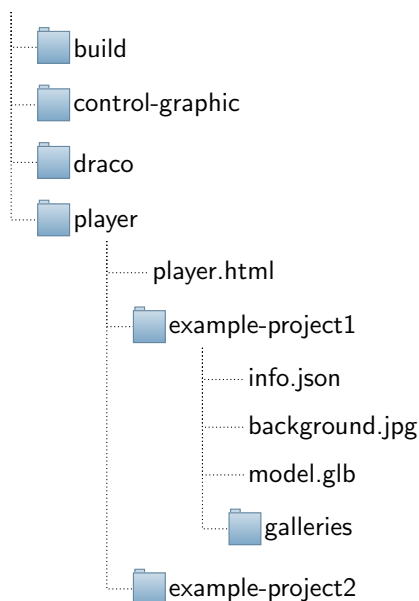 build
control-graphic
draco
player
player.html
example-project1
info.json
background.jpg
model.glb
galleries
example-project2